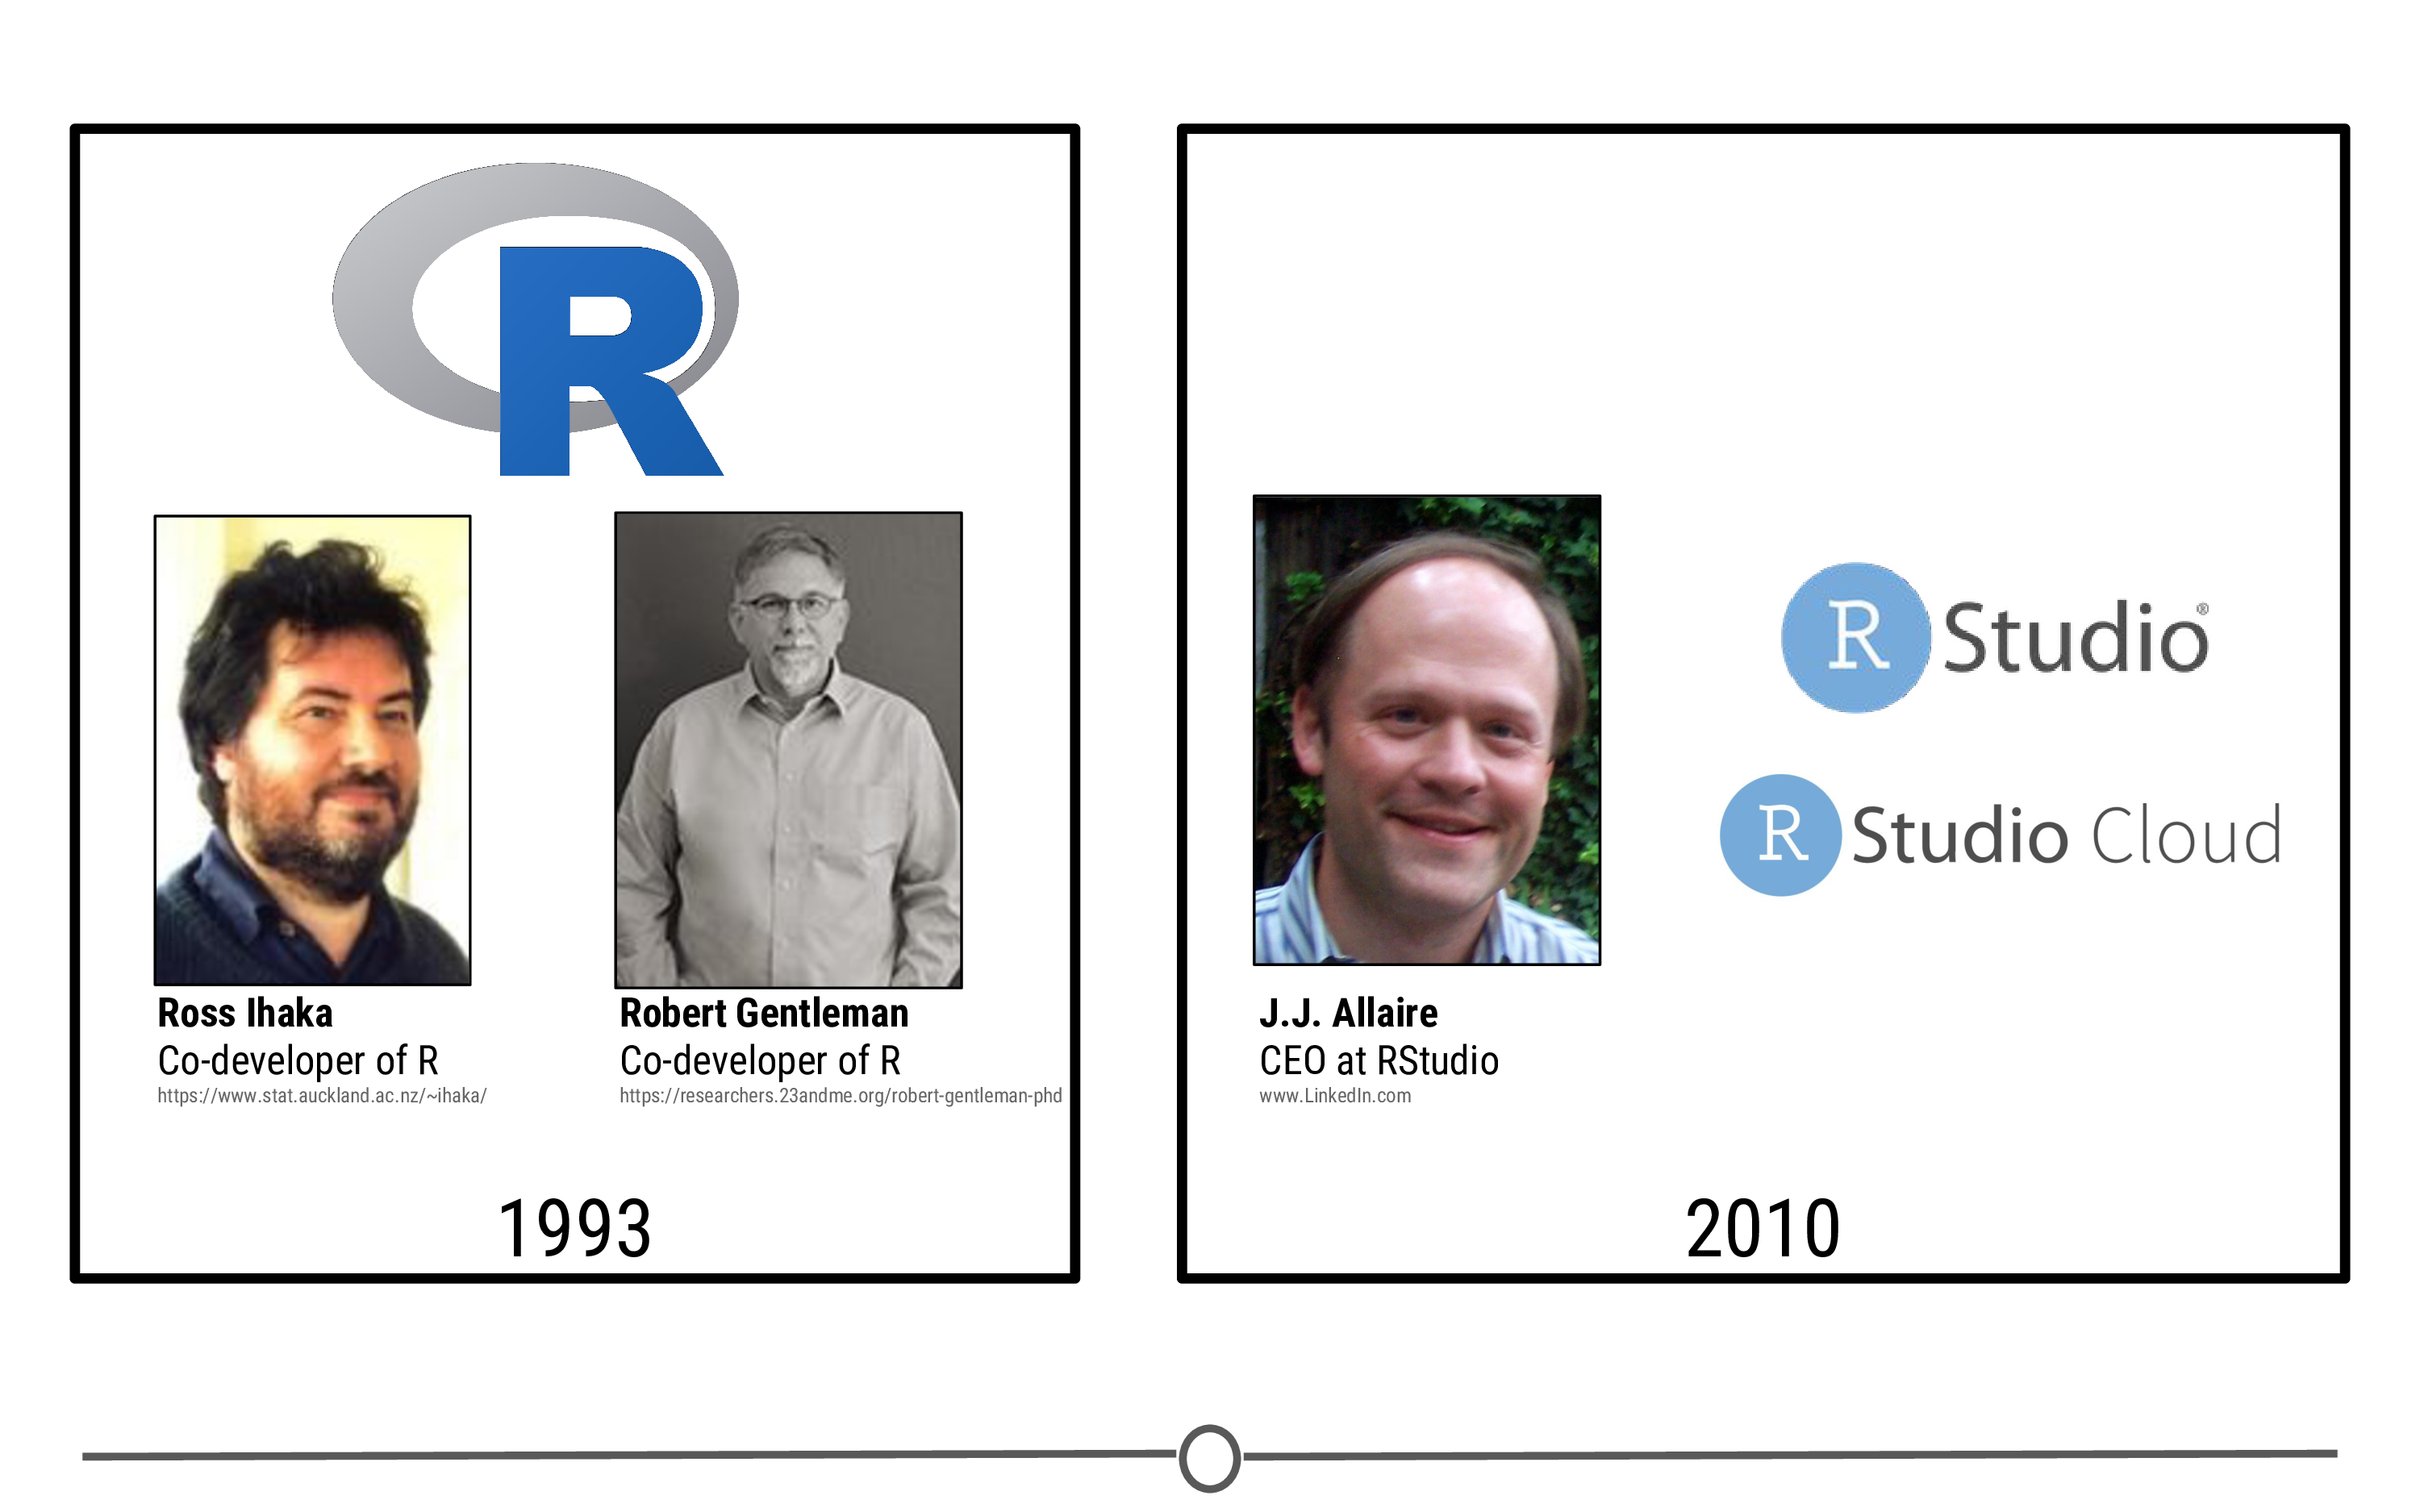 R
Ross Ihaka
Co-developer of R
https://www.stat.auckland.ac.nz/~ihaka/
Robert Gentleman
Co-developer of R
https://researchers.23andme.org/robert-gentleman-phd
1993
R Studio®
R Studio Cloud
J.J. Allaire
CEO at RStudio
www.LinkedIn.com
2010